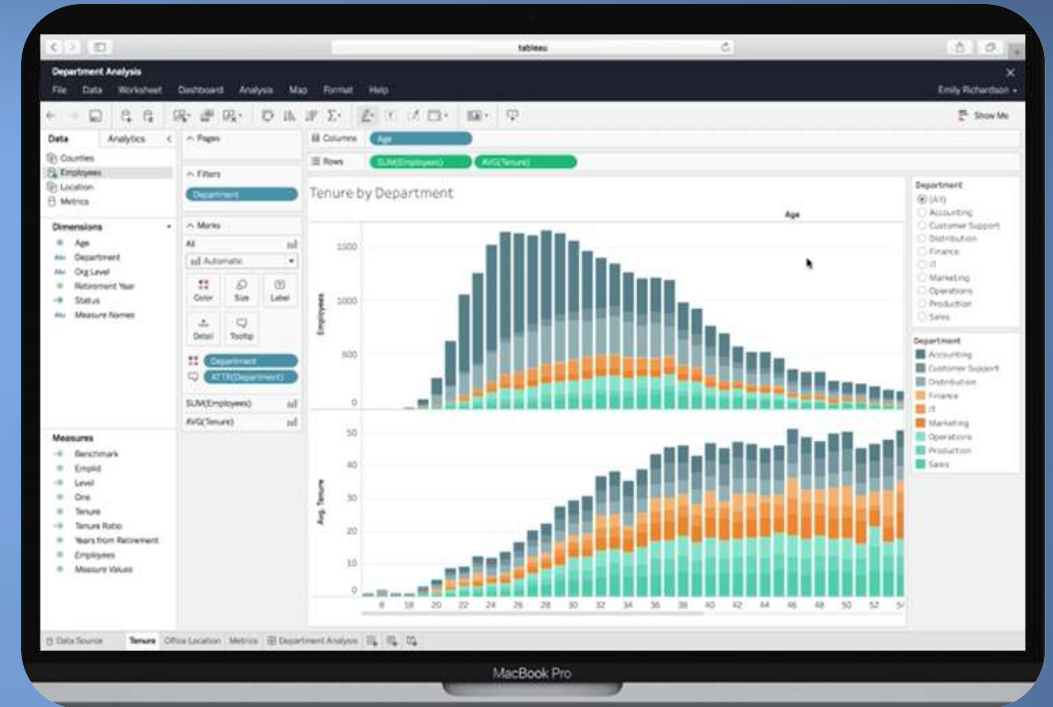 tableau
Department Analysis
File Data Worksheet Dashboard Analysis Map Format Help
Emily Richardson
Show Me
Data Analytics
Counties
Employees
Location
Metrics
Dimensions
Age
Department
Org Level
Retirement Year
Status
Measure Names
Measures
Benchmark
Emplid
Level
One
Tenure
Tenure Ratio
Years from Retirement
Employees
Measure Values
Pages
Filters
Department
Marks
All
Automatic
Color Size Label
Detail Tooltip
Department
ATTR(Department)
SUM(Employees)
AVG(Tenure)
Columns Age
Rows SUM(Employees) AVG(Tenure)
Tenure by Department
Age
Employees
1500
1000
500
0
Avg. Tenure
50
40
30
20
10
0
8 18 20 22 24 26 28 30 32 34 36 38 40 42 44 46 48 50 52 54
Department
(All)
Accounting
Customer Support
Distribution
Finance
IT
Marketing
Operations
Production
Sales
Department
Accounting
Customer Support
Distribution
Finance
IT
Marketing
Operations
Production
Sales
Data Source Tenure Office Location Metrics Department Analysis
MacBook Pro